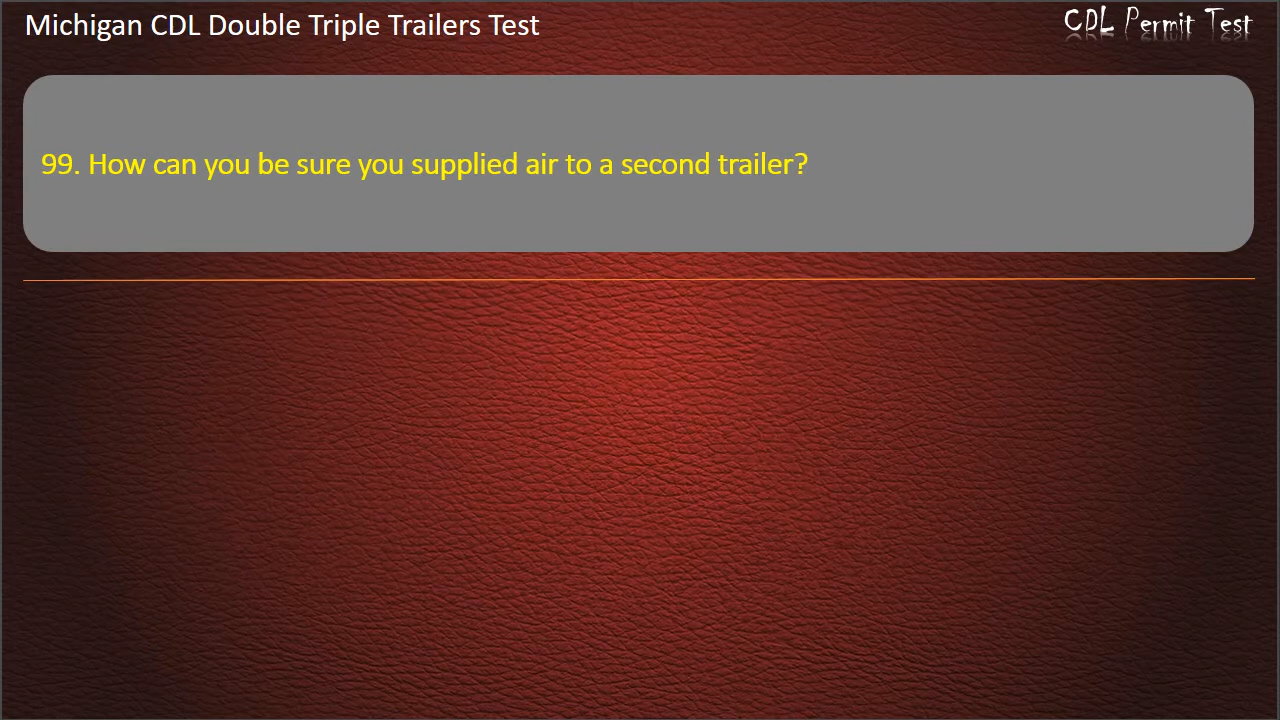 Michigan CDL Double Triple Trailers Test
CDL Permit Test
99. How can you be sure you supplied air to a second trailer?